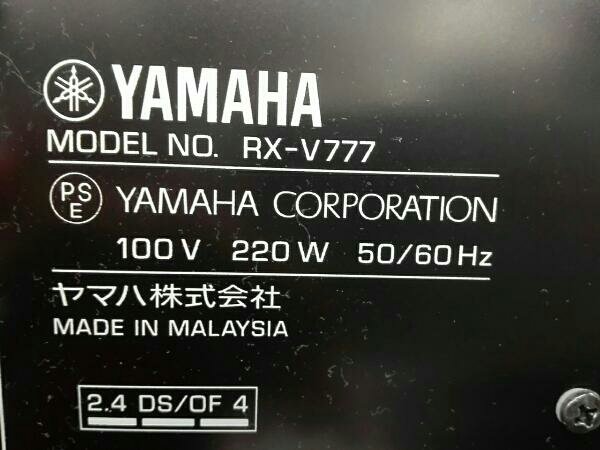 YAMAHA
MODEL NO. RX-V777
PS E YAMAHA CORPORATION
100V 220W 50/60Hz
ヤマハ株式会社
MADE IN MALAYSIA
2.4 DS/OF 4